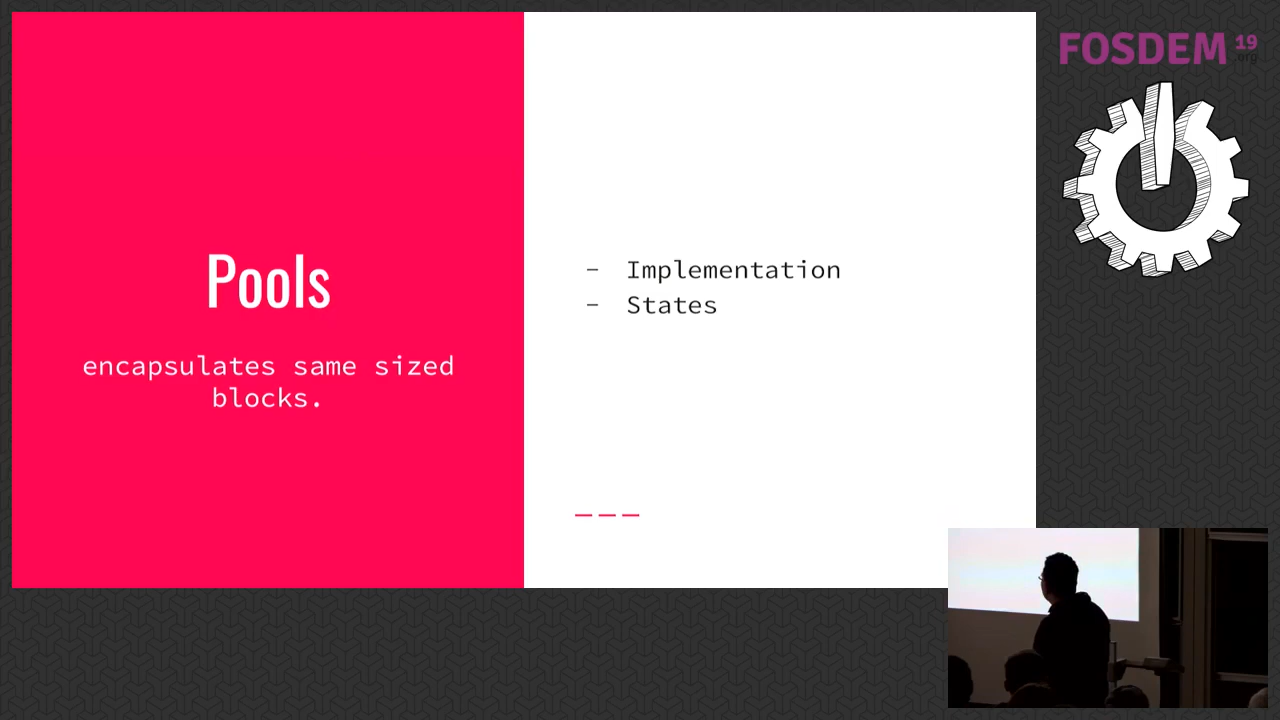 Pools
encapsulates same sized
blocks.
- Implementation
- States
FOSDEM 19
.org